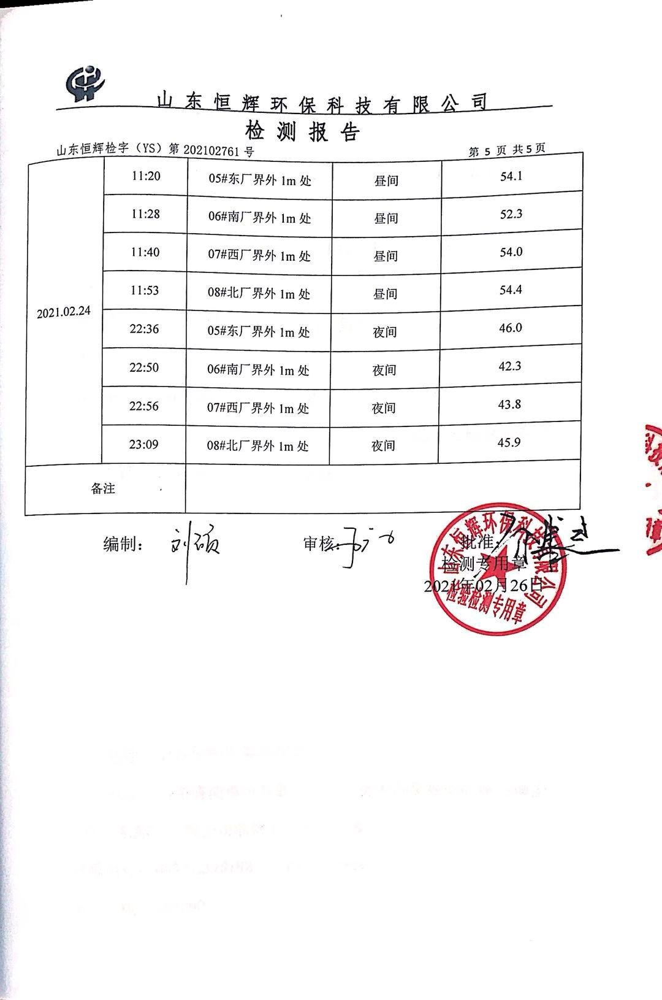 山东恒辉环保科技有限公司
检测报告
山东恒辉检字（YS）第 202102761 号 第 5 页 共 5 页
11:20 05#东厂界外 1m 处 昼间 54.1
11:28 06#南厂界外 1m 处 昼间 52.3
11:40 07#西厂界外 1m 处 昼间 54.0
11:53 08#北厂界外 1m 处 昼间 54.4
2021.02.24
22:36 05#东厂界外 1m 处 夜间 46.0
22:50 06#南厂界外 1m 处 夜间 42.3
22:56 07#西厂界外 1m 处 夜间 43.8
23:09 08#北厂界外 1m 处 夜间 45.9
备注
编制： 刘硕 审核： 批准：
检测专用章
2021年02月26日
山东恒辉环保科技有限公司
检验检测专用章